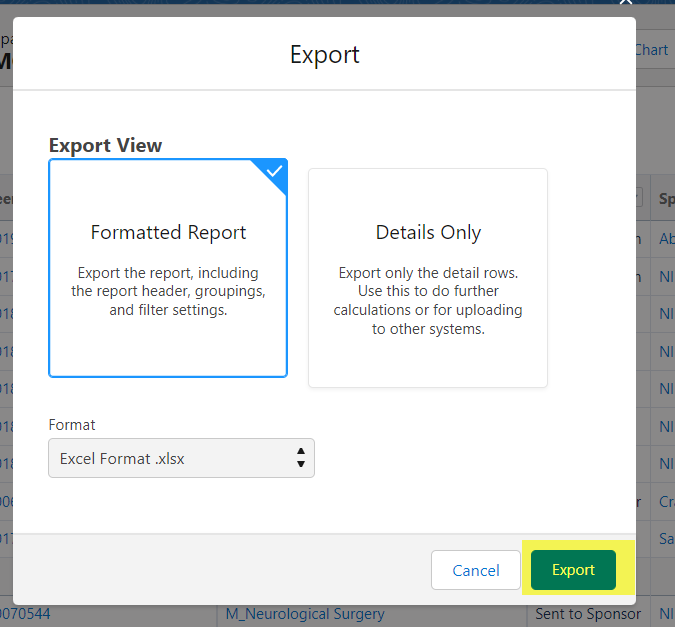 Export
Chart
Export View
Formatted Report
Export the report, including
the report header, groupings,
and filter settings.
Details Only
Export only the detail rows.
Use this to do further
calculations or for uploading
to other systems.
Format
Excel Format .xlsx
Cancel
Export
M_Neurological Surgery
Sent to Sponsor